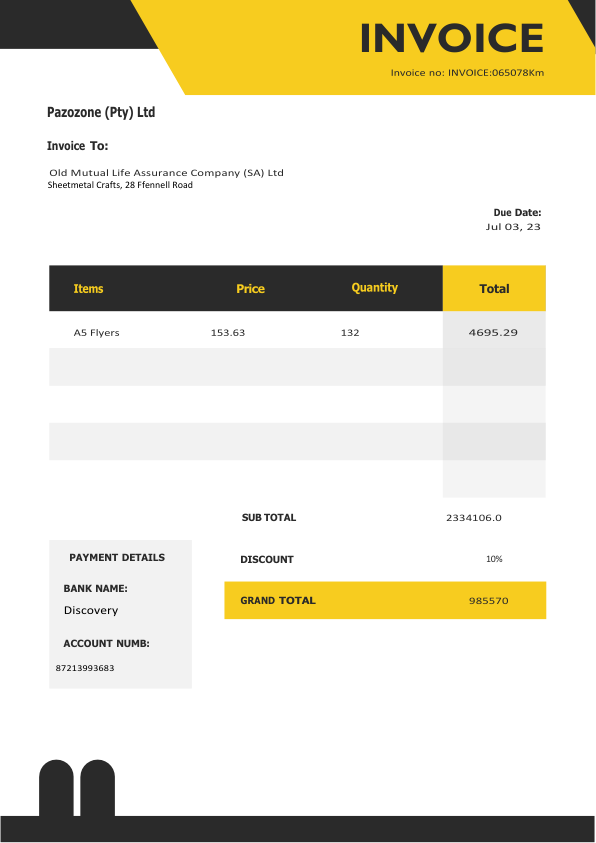 INVOICE
Invoice no: INVOICE:065078Km
Pazozone (Pty) Ltd
Invoice To:
Old Mutual Life Assurance Company (SA) Ltd
Sheetmetal Crafts, 28 Ffennell Road
Due Date:
Jul 03, 23
Items Price Quantity Total
A5 Flyers 153.63 132 4695.29
SUB TOTAL 2334106.0
PAYMENT DETAILS
DISCOUNT 10%
BANK NAME:
GRAND TOTAL 985570
Discovery
ACCOUNT NUMB:
87213993683